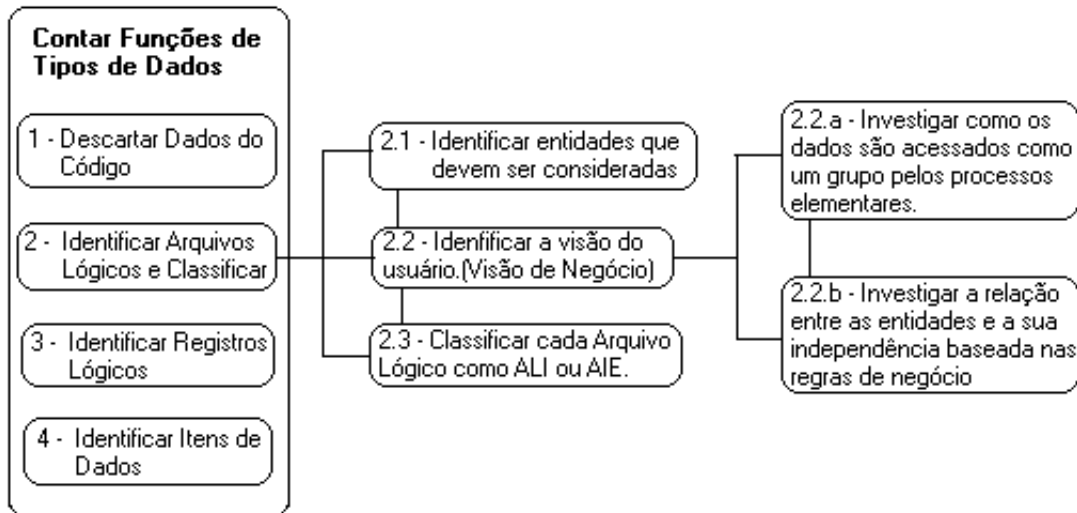 Contar Funções de
Tipos de Dados
1 - Descartar Dados do
Código
2 - Identificar Arquivos
Lógicos e Classificar
3 - Identificar Registros
Lógicos
4 - Identificar Itens de
Dados
2.1 - Identificar entidades que
devem ser consideradas
2.2 - Idenfificar a visão do
usuário.(Visão de Negócio)
2.3 - Classificar cada Arquivo
Lógico como ALI ou AIE.
2.2.a - Investigar como os
dados são acessados como
um grupo pelos processos
elementares.
2.2.b - Investigar a relação
entre as entidades e a sua
independência baseada nas
regras de negócio